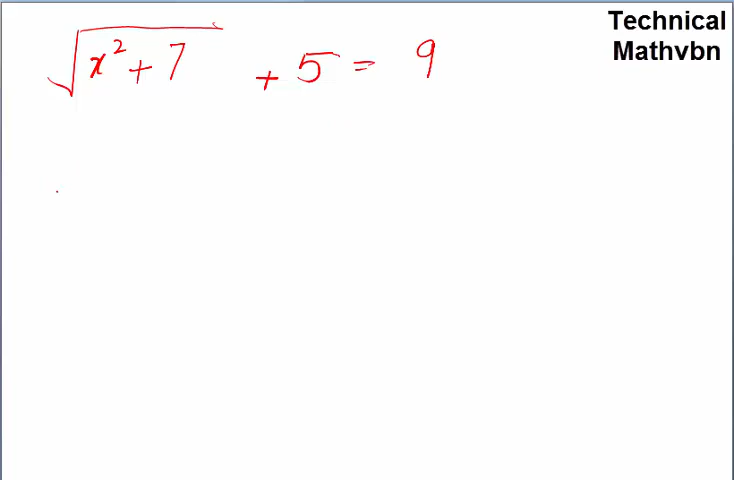 √(x² + 7) + 5 = 9
Technical
Mathvbn